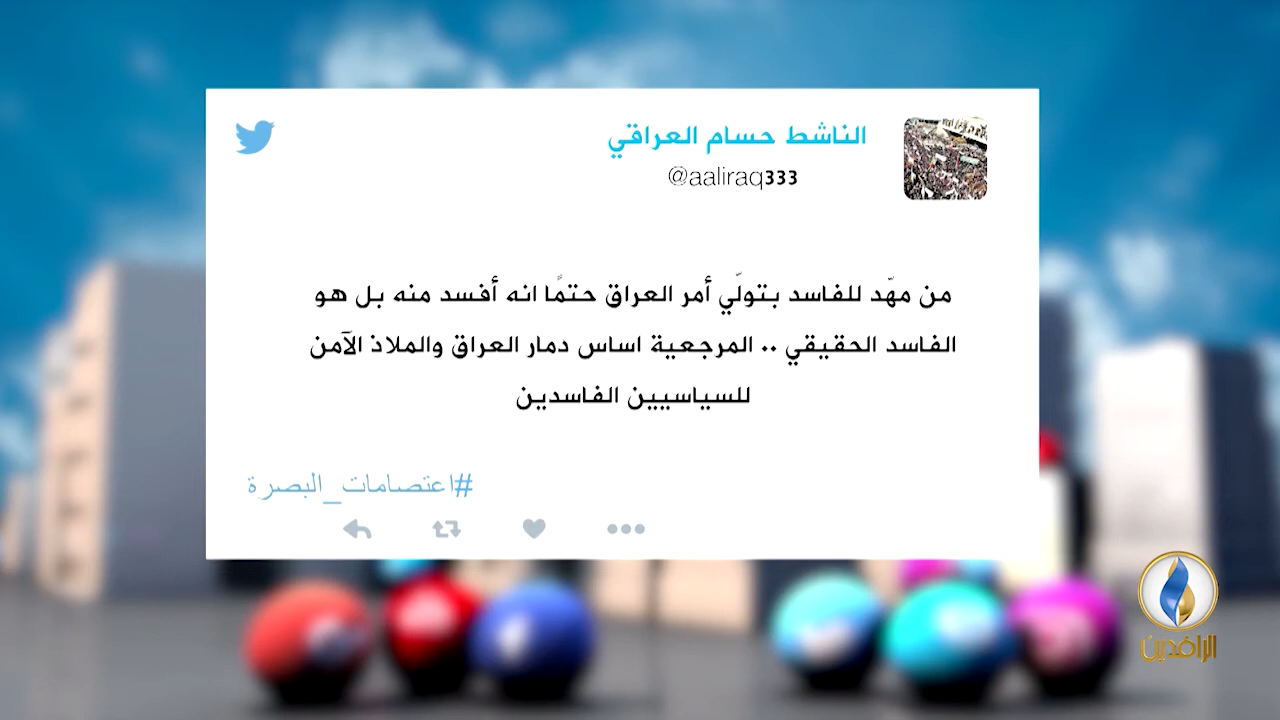 الناشط حسام العراقي
@aaliraq333
من مهّد للفاسد بتولّي أمر العراق حتمًا انه أفسد منه بل هو
الفاسد الحقيقي .. المرجعية اساس دمار العراق والملاذ الآمن
للسياسيين الفاسدين
#اعتصامات_البصرة
الرافدين